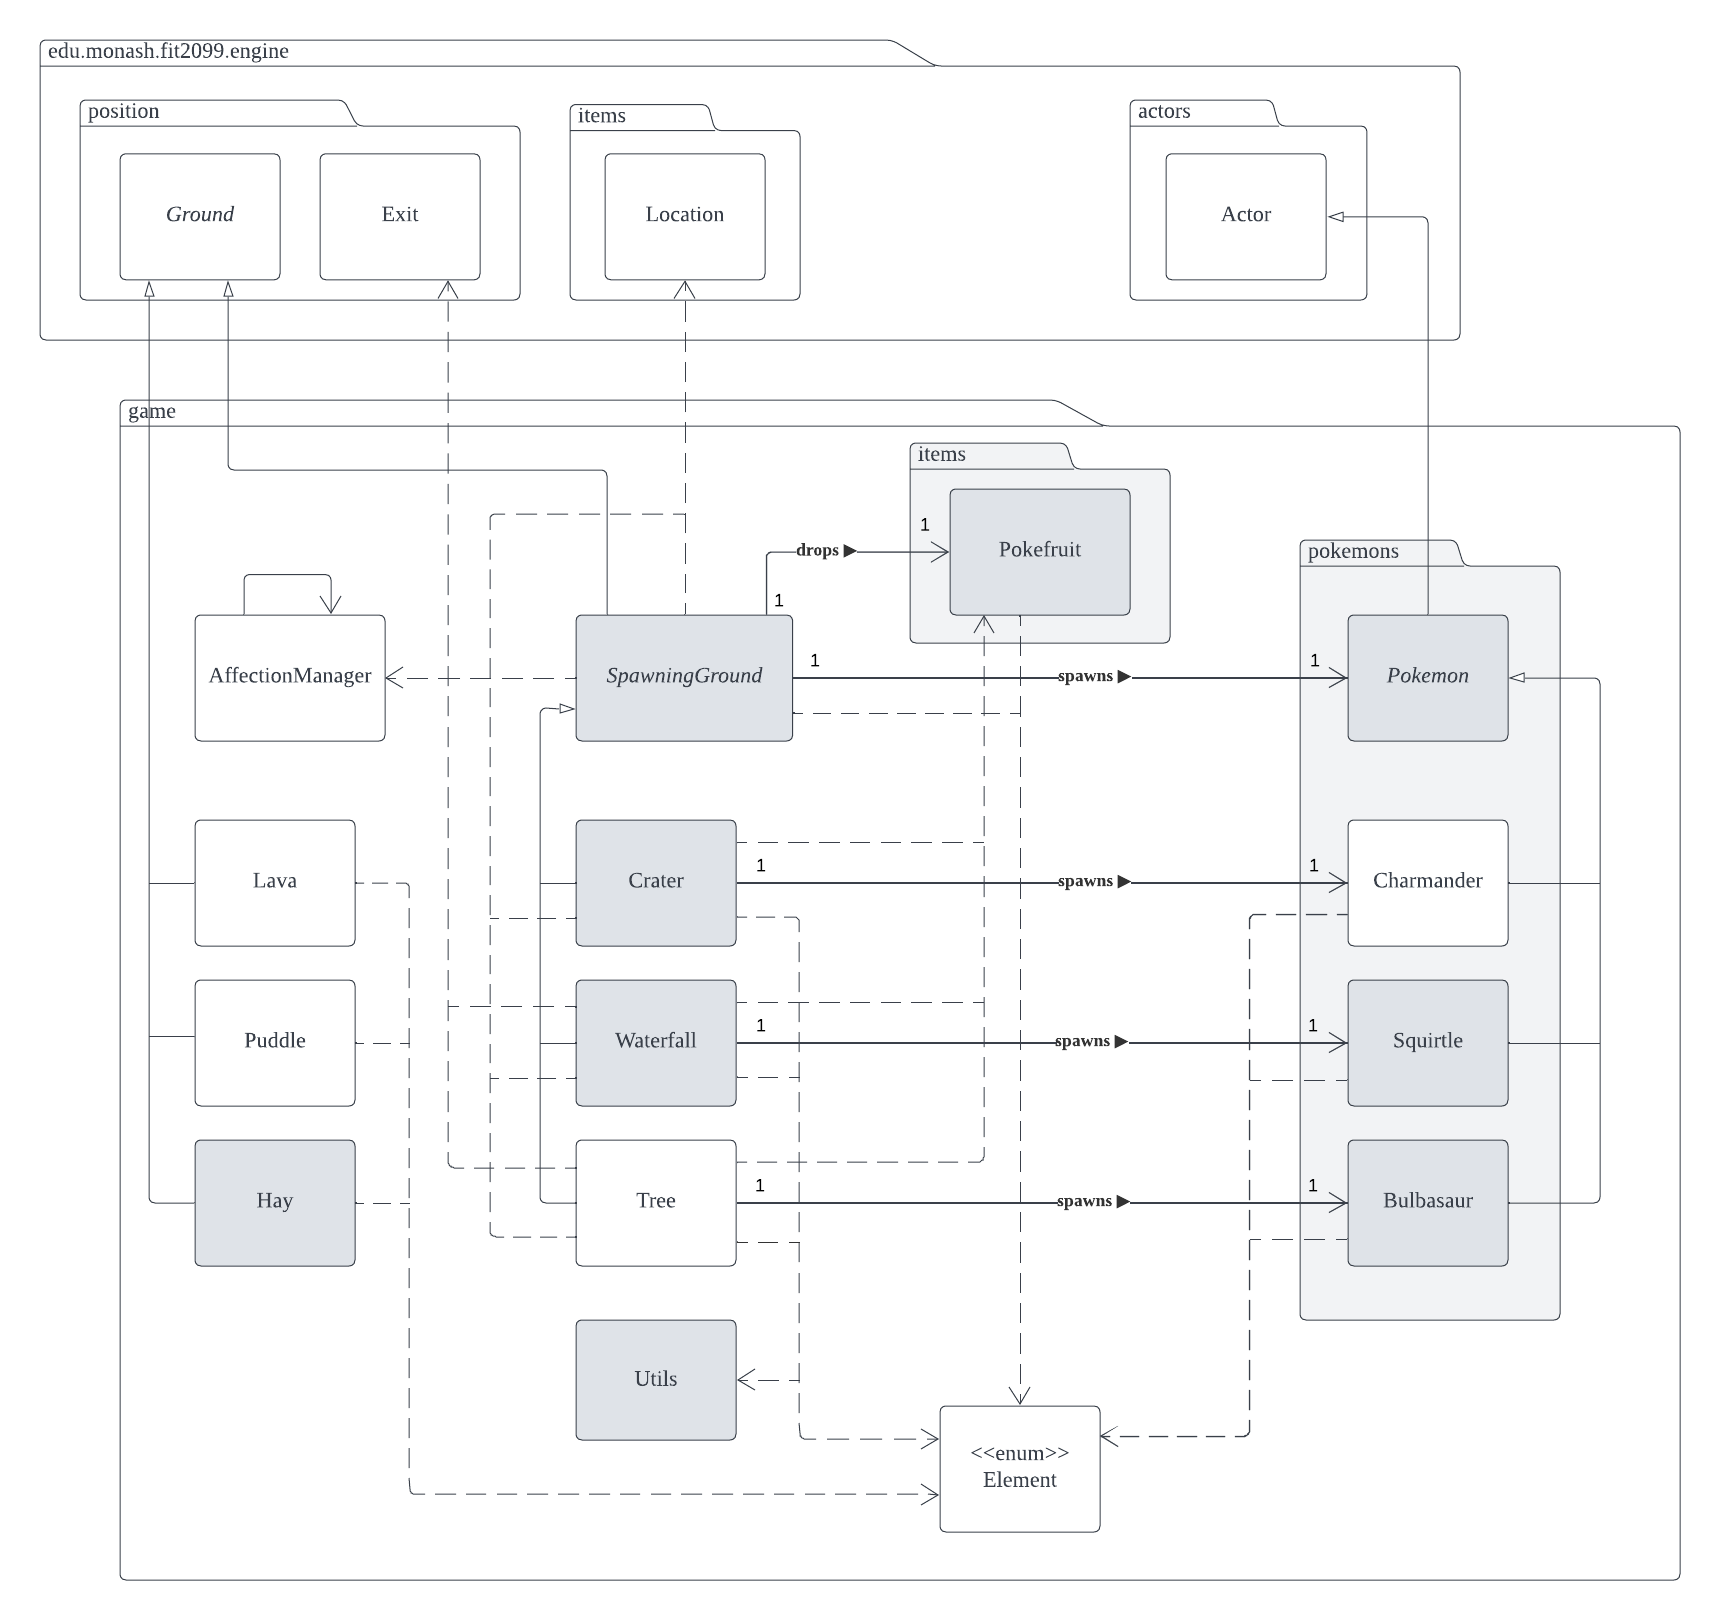 edu.monash.fit2099.engine
position
items
actors
Ground
Exit
Location
Actor
game
items
1
drops ▶
Pokefruit
pokemons
1
AffectionManager
SpawningGround
1
spawns ▶
1
Pokemon
Lava
Crater
1
spawns ▶
1
Charmander
Puddle
Waterfall
1
spawns ▶
1
Squirtle
Hay
Tree
1
spawns ▶
1
Bulbasaur
Utils
<<enum>>
Element